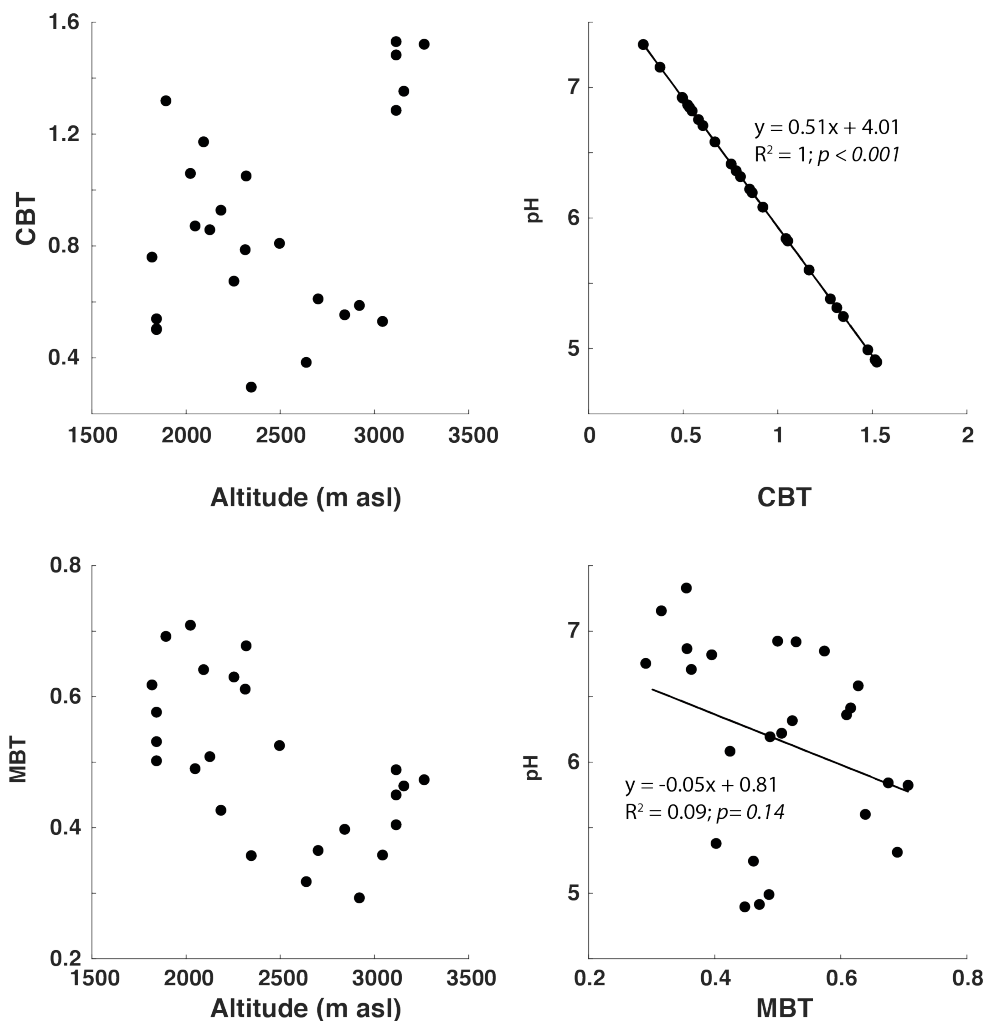 1.6
1.2
0.8
0.4
CBT
1500 2000 2500 3000 3500
Altitude (m asl)
7
6
5
pH
y = 0.51x + 4.01
R² = 1; p < 0.001
0 0.5 1 1.5 2
CBT
0.8
0.6
0.4
0.2
MBT
1500 2000 2500 3000 3500
Altitude (m asl)
7
6
5
pH
y = -0.05x + 0.81
R² = 0.09; p= 0.14
0.2 0.4 0.6 0.8
MBT